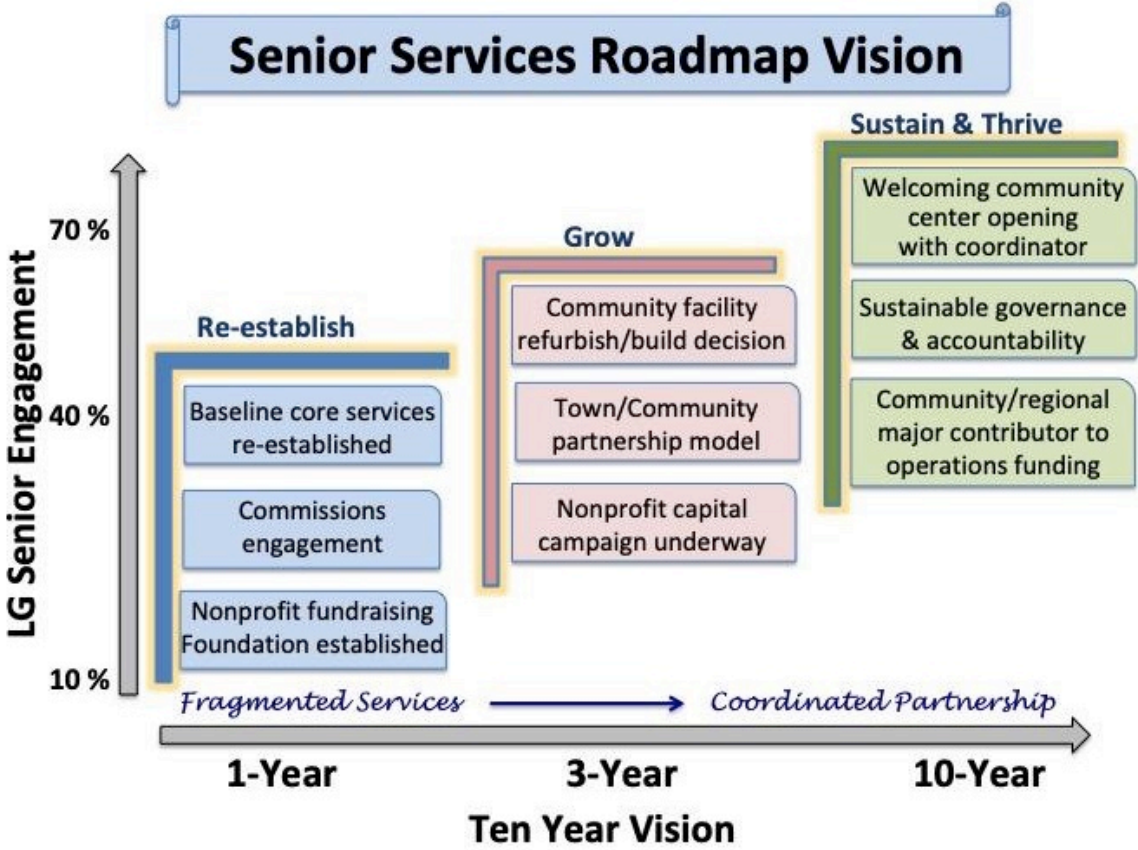 Senior Services Roadmap Vision
Sustain & Thrive
Welcoming community
center opening
with coordinator
Sustainable governance
& accountability
Community/regional
major contributor to
operations funding
Grow
Community facility
refurbish/build decision
Town/Community
partnership model
Nonprofit capital
campaign underway
Re-establish
Baseline core services
re-established
Commissions
engagement
Nonprofit fundraising
Foundation established
LG Senior Engagement
70 %
40 %
10 %
Fragmented Services
Coordinated Partnership
1-Year
3-Year
10-Year
Ten Year Vision